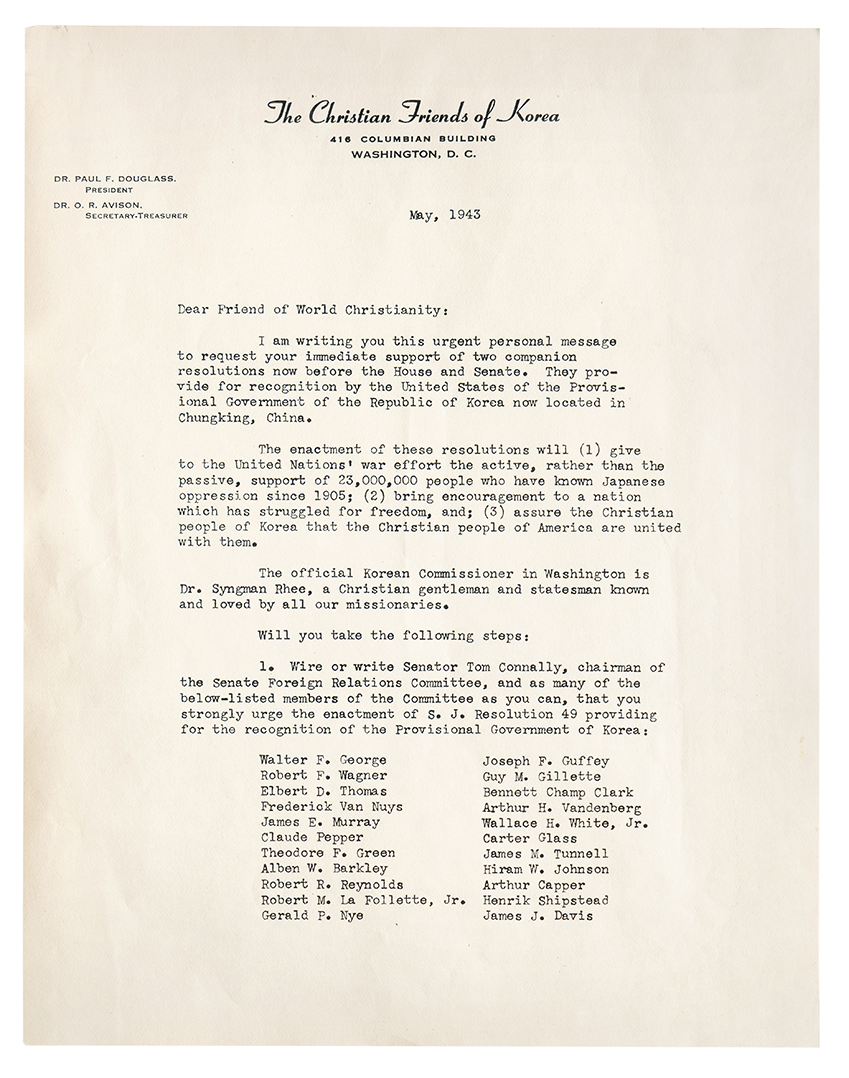 The Christian Friends of Korea
416 COLUMBIAN BUILDING
WASHINGTON, D. C.
DR. PAUL F. DOUGLASS.
PRESIDENT
DR. O. R. AVISON.
SECRETARY-TREASURER
May, 1943
Dear Friend of World Christianity:
I am writing you this urgent personal message
to request your immediate support of two companion
resolutions now before the House and Senate. They pro-
vide for recognition by the United States of the Provis-
ional Government of the Republic of Korea now located in
Chungking, China.
The enactment of these resolutions will (1) give
to the United Nations' war effort the active, rather than the
passive, support of 23,000,000 people who have known Japanese
oppression since 1905; (2) bring encouragement to a nation
which has struggled for freedom, and; (3) assure the Christian
people of Korea that the Christian people of America are united
with them.
The official Korean Commissioner in Washington is
Dr. Syngman Rhee, a Christian gentleman and statesman known
and loved by all our missionaries.
Will you take the following steps:
1. Wire or write Senator Tom Connally, chairman of
the Senate Foreign Relations Committee, and as many of the
below-listed members of the Committee as you can, that you
strongly urge the enactment of S. J. Resolution 49 providing
for the recognition of the Provisional Government of Korea:
Walter F. George
Robert F. Wagner
Elbert D. Thomas
Frederick Van Nuys
James E. Murray
Claude Pepper
Theodore F. Green
Alben W. Barkley
Robert R. Reynolds
Robert M. La Follette, Jr.
Gerald P. Nye
Joseph F. Guffey
Guy M. Gillette
Bennett Champ Clark
Arthur H. Vandenberg
Wallace H. White, Jr.
Carter Glass
James M. Tunnell
Hiram W. Johnson
Arthur Capper
Henrik Shipstead
James J. Davis